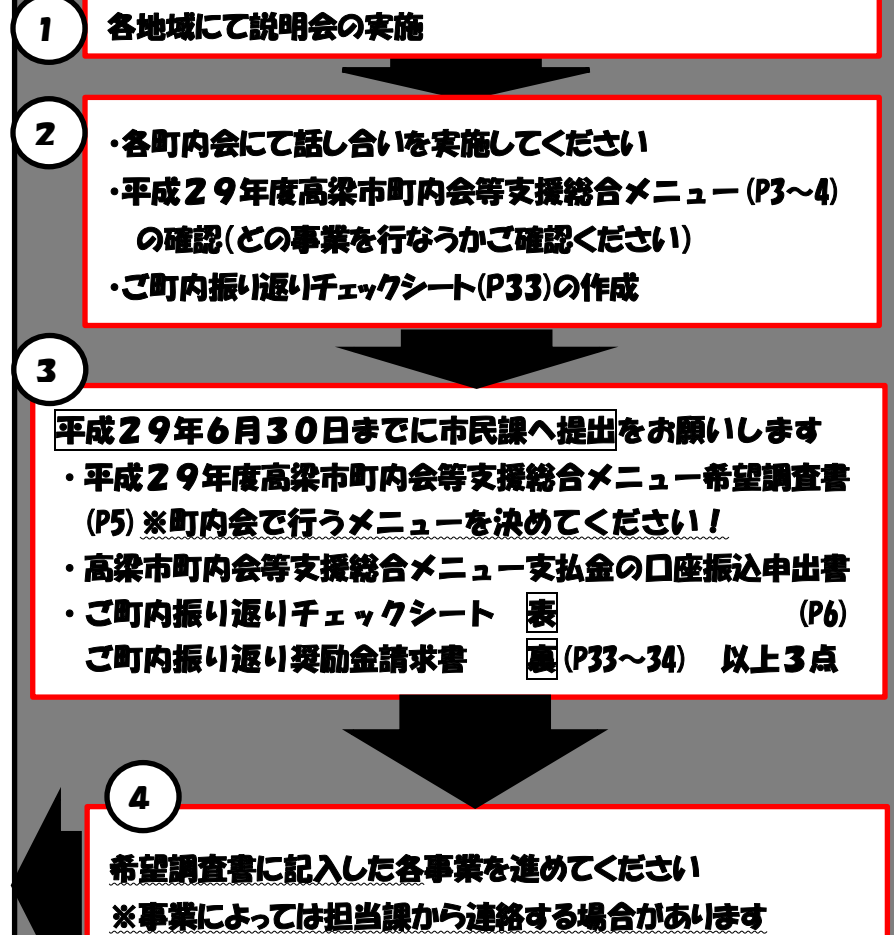 1
各地域にて説明会の実施
2
・各町内会にて話し合いを実施してください
・平成２９年度高梁市町内会等支援総合メニュー(P3～4)
の確認(どの事業を行なうかご確認ください)
・ご町内振り返りチェックシート(P33)の作成
3
平成２９年６月３０日までに市民課へ提出をお願いします
・平成２９年度高梁市町内会等支援総合メニュー希望調査書
(P5)※町内会で行うメニューを決めてください！
・高梁市町内会等支援総合メニュー支払金の口座振込申出書
・ご町内振り返りチェックシート　表　(P6)
ご町内振り返り奨励金請求書　裏(P33～34)　以上３点
4
希望調査書に記入した各事業を進めてください
※事業によっては担当課から連絡する場合があります